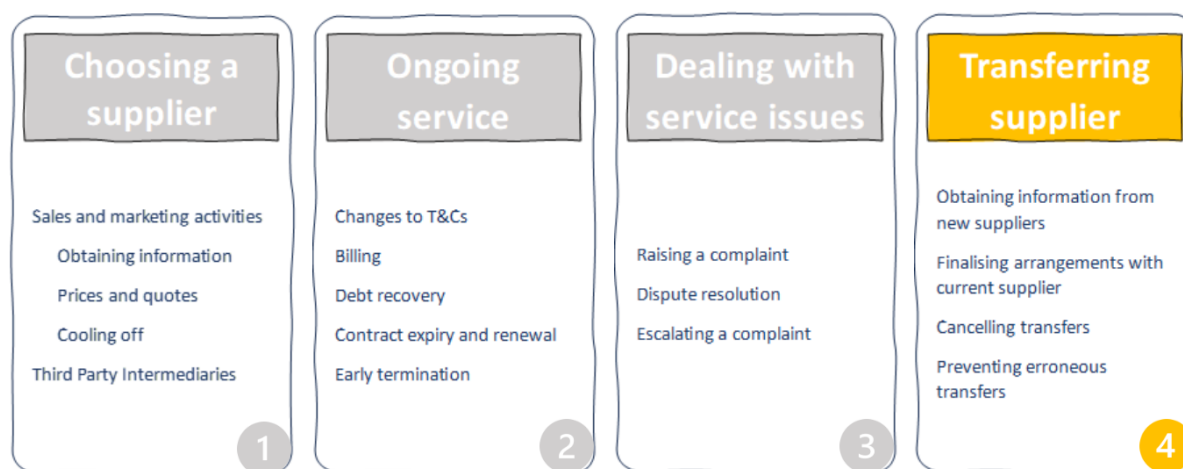 Choosing a
supplier
Sales and marketing activities
Obtaining information
Prices and quotes
Cooling off
Third Party Intermediaries
1
Ongoing
service
Changes to T&Cs
Billing
Debt recovery
Contract expiry and renewal
Early termination
2
Dealing with
service issues
Raising a complaint
Dispute resolution
Escalating a complaint
3
Transferring
supplier
Obtaining information from
new suppliers
Finalising arrangements with
current supplier
Cancelling transfers
Preventing erroneous
transfers
4